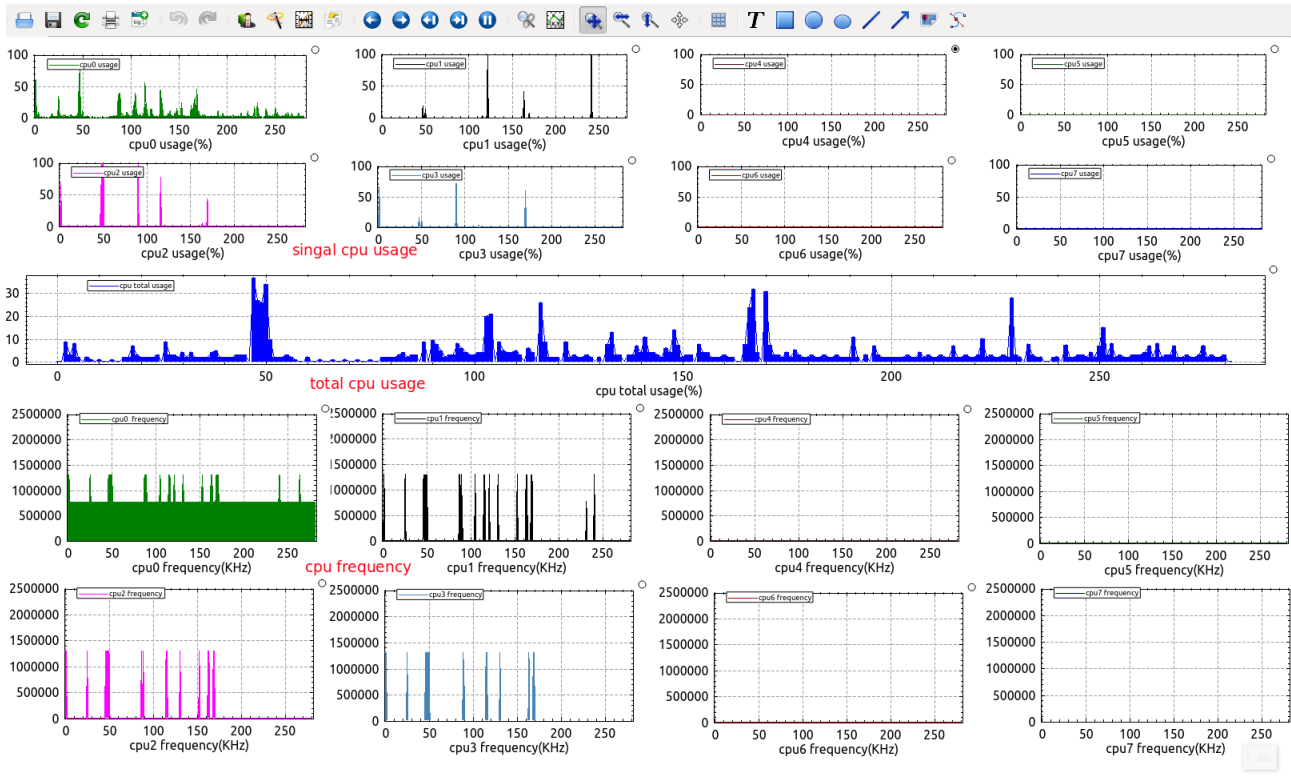 T
100
50
0
cpu0 usage
0 50 100 150 200 250
cpu0 usage(%)
100
50
0
cpu1 usage
0 50 100 150 200 250
cpu1 usage(%)
100
50
0
cpu4 usage
0 50 100 150 200 250
cpu4 usage(%)
100
50
0
cpu5 usage
0 50 100 150 200 250
cpu5 usage(%)
100
50
0
cpu2 usage
0 50 100 150 200 250
cpu2 usage(%)
100
50
0
cpu3 usage
0 50 100 150 200 250
cpu3 usage(%)
100
50
0
cpu6 usage
0 50 100 150 200 250
cpu6 usage(%)
100
50
0
cpu7 usage
0 50 100 150 200 250
cpu7 usage(%)
singal cpu usage
30
20
10
0
cpu total usage
0 50 100 150 200 250
cpu total usage(%)
total cpu usage
2500000
2000000
1500000
1000000
500000
0
cpu0 frequency
0 50 100 150 200 250
cpu0 frequency(KHz)
2500000
2000000
1500000
1000000
500000
0
cpu1 frequency
0 50 100 150 200 250
cpu1 frequency(KHz)
2500000
2000000
1500000
1000000
500000
0
cpu4 frequency
0 50 100 150 200 250
cpu4 frequency(KHz)
2500000
2000000
1500000
1000000
500000
0
cpu5 frequency
0 50 100 150 200 250
cpu5 frequency(KHz)
cpu frequency
2500000
2000000
1500000
1000000
500000
0
cpu2 frequency
0 50 100 150 200 250
cpu2 frequency(KHz)
2500000
2000000
1500000
1000000
500000
0
cpu3 frequency
0 50 100 150 200 250
cpu3 frequency(KHz)
2500000
2000000
1500000
1000000
500000
0
cpu6 frequency
0 50 100 150 200 250
cpu6 frequency(KHz)
2500000
2000000
1500000
1000000
500000
0
cpu7 frequency
0 50 100 150 200 250
cpu7 frequency(KHz)